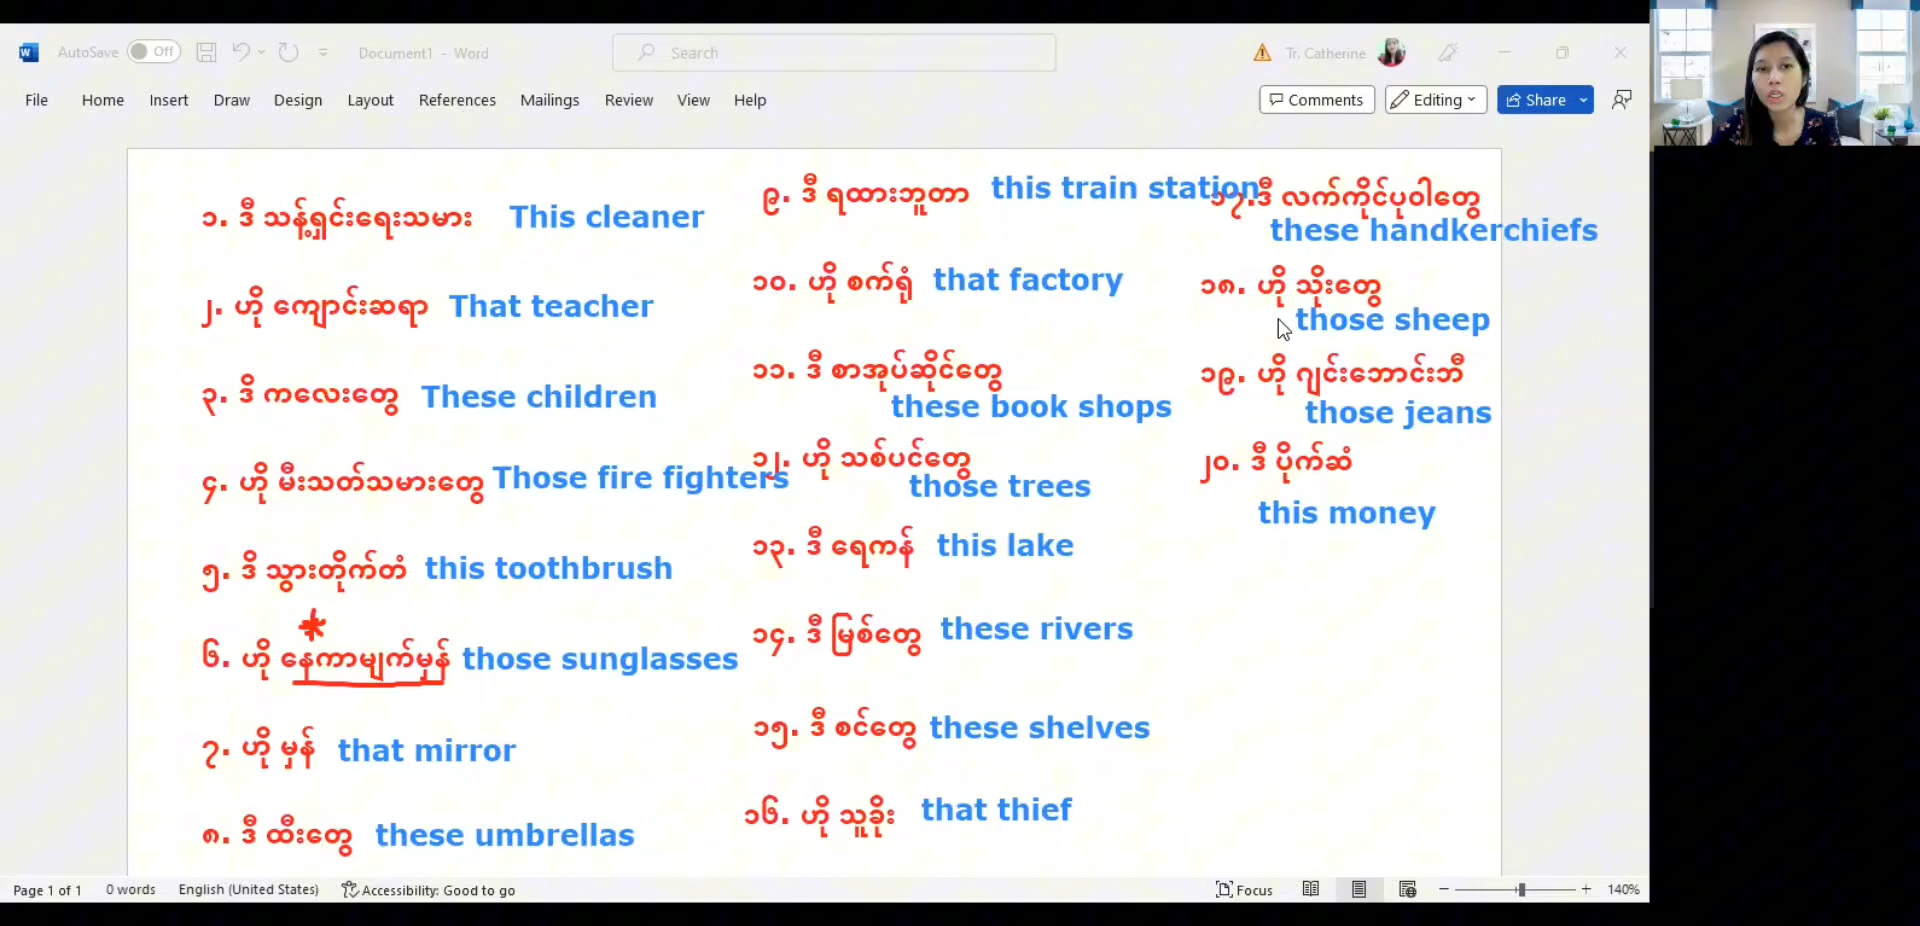 AutoSave Off Document1 - Word Search Tr. Catherine
File Home Insert Draw Design Layout References Mailings Review View Help Comments Editing Share
၁. ဒီ သန့်ရှင်းရေးသမား This cleaner
၂. ဟို ကျောင်းဆရာ That teacher
၃. ဒီ ကလေးတွေ These children
၄. ဟို မီးသတ်သမားတွေ Those fire fighters
၅. ဒီ သွားတိုက်တံ this toothbrush
၆. ဟို နေကာမျက်မှန် those sunglasses
၇. ဟို မှန် that mirror
၈. ဒီ ထီးတွေ these umbrellas
၉. ဒီ ရထားဘူတာ this train station
၁၀. ဟို စက်ရုံ that factory
၁၁. ဒီ စာအုပ်ဆိုင်တွေ
these book shops
၁၂. ဟို သစ်ပင်တွေ
those trees
၁၃. ဒီ ရေကန် this lake
၁၄. ဒီ မြစ်တွေ these rivers
၁၅. ဒီ စင်တွေ these shelves
၁၆. ဟို သူခိုး that thief
၁၇.ဒီ လက်ကိုင်ပုဝါတွေ
these handkerchiefs
၁၈. ဟို သိုးတွေ
those sheep
၁၉. ဟို ဂျင်းဘောင်းဘီ
those jeans
၂၀. ဒီ ပိုက်ဆံ
this money
Page 1 of 1 0 words English (United States) Accessibility: Good to go Focus 140%